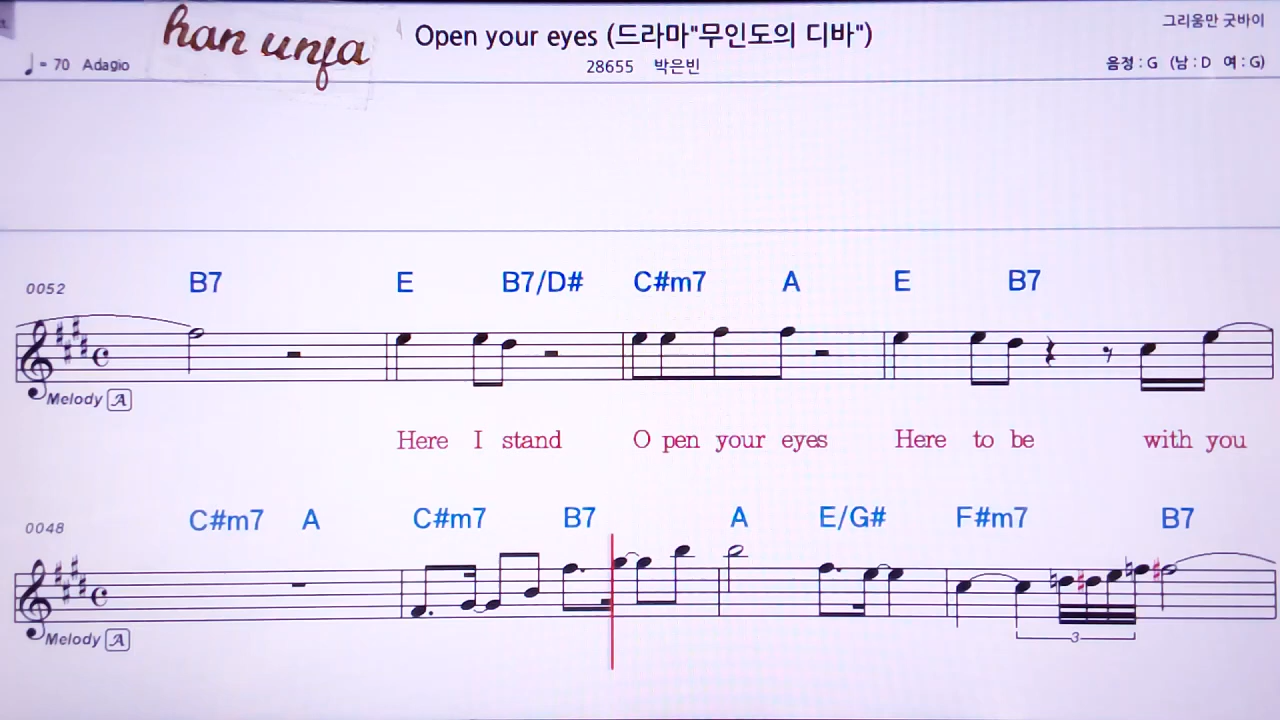 han unfa
Open your eyes (드라마"무인도의 디바")
그리움만 굿바이
♩ = 70 Adagio
28655 박은빈
음정 : G (남 : D 여 : G)
0052 B7 E B7/D# C#m7 A E B7
Melody A
Here I stand O pen your eyes Here to be with you
0048 C#m7 A C#m7 B7 A E/G# F#m7 B7
3
Melody A